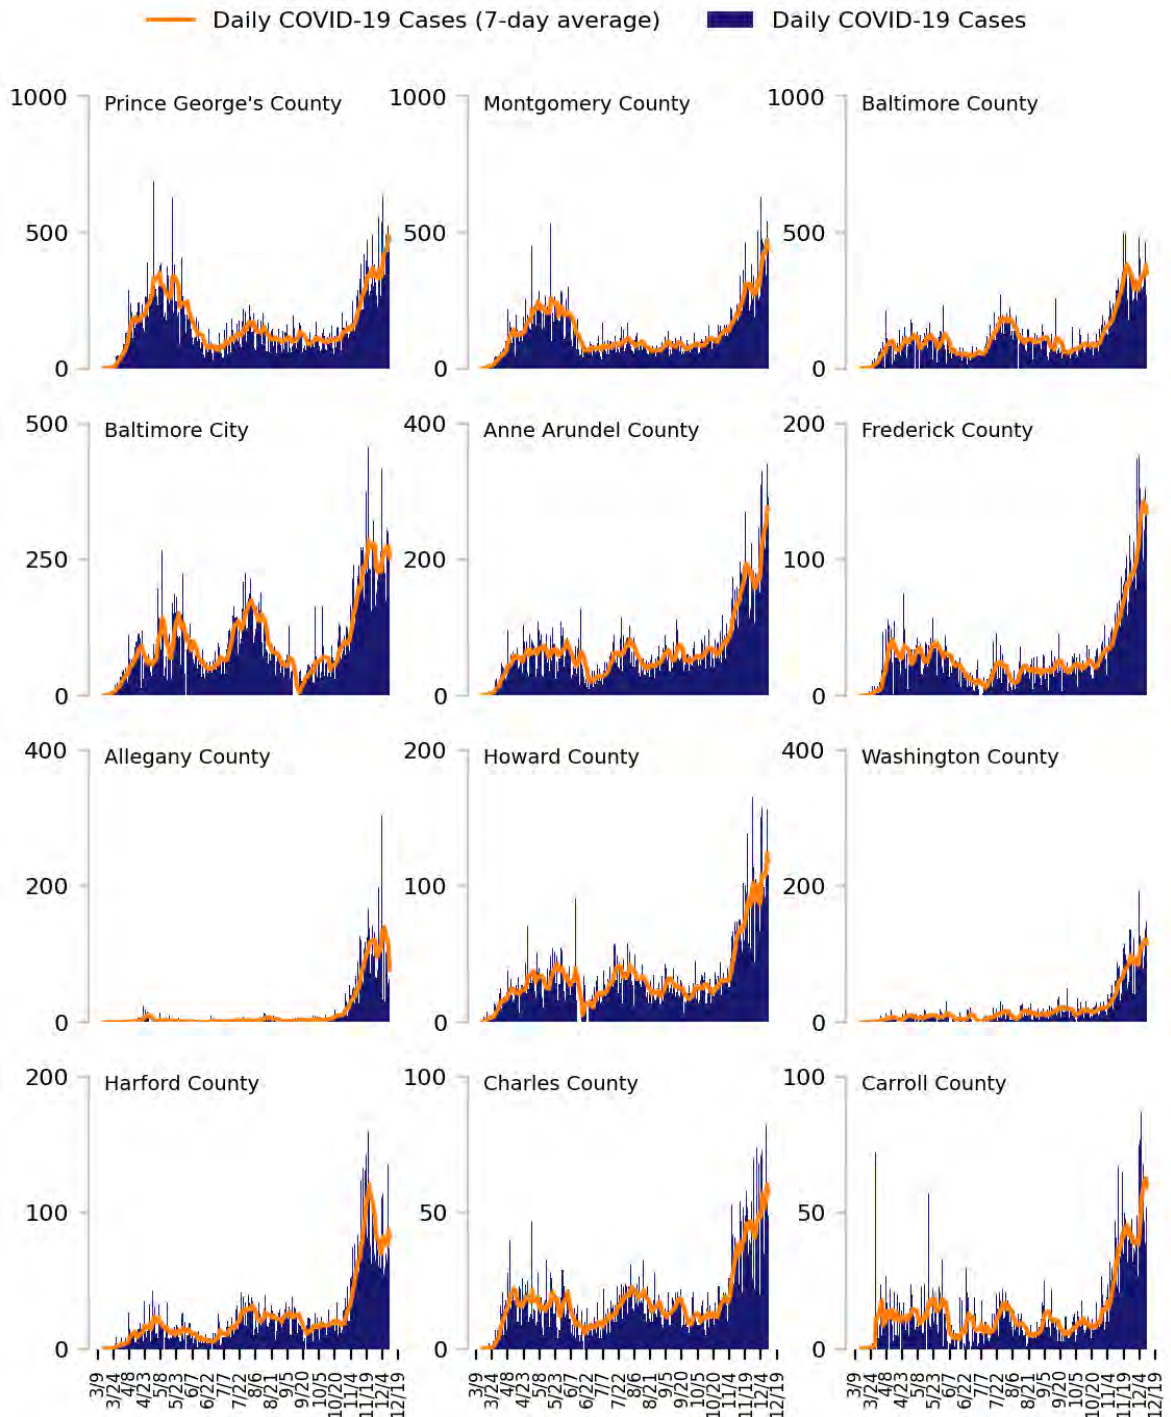 Daily COVID-19 Cases (7-day average) Daily COVID-19 Cases
1000 Prince George's County 1000 Montgomery County 1000 Baltimore County
500 500 500
0 0 0
500 Baltimore City 400 Anne Arundel County 200 Frederick County
250 200 100
0 0 0
400 Allegany County 200 Howard County 400 Washington County
200 100 200
0 0 0
200 Harford County 100 Charles County 100 Carroll County
100 50 50
0 0 0
3/9 3/24 4/8 4/23 5/8 5/23 6/7 6/22 7/7 7/22 8/6 8/21 9/5 9/20 10/5 10/20 11/4 11/19 12/4 12/19
3/9 3/24 4/8 4/23 5/8 5/23 6/7 6/22 7/7 7/22 8/6 8/21 9/5 9/20 10/5 10/20 11/4 11/19 12/4 12/19
3/9 3/24 4/8 4/23 5/8 5/23 6/7 6/22 7/7 7/22 8/6 8/21 9/5 9/20 10/5 10/20 11/4 11/19 12/4 12/19